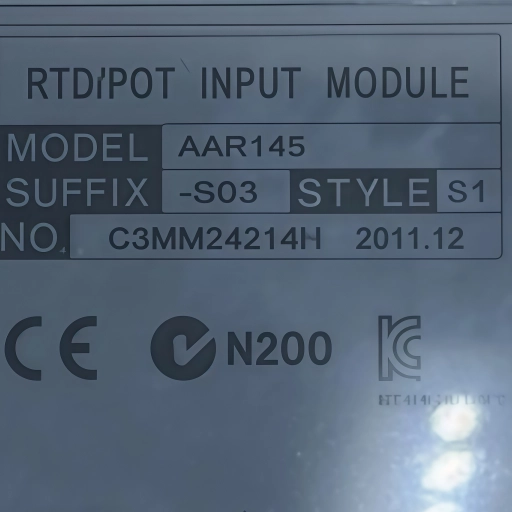 RTD/POT INPUT MODULE
MODEL AAR145
SUFFIX -S03 STYLE S1
NO. C3MM24214H 2011.12
CE N200